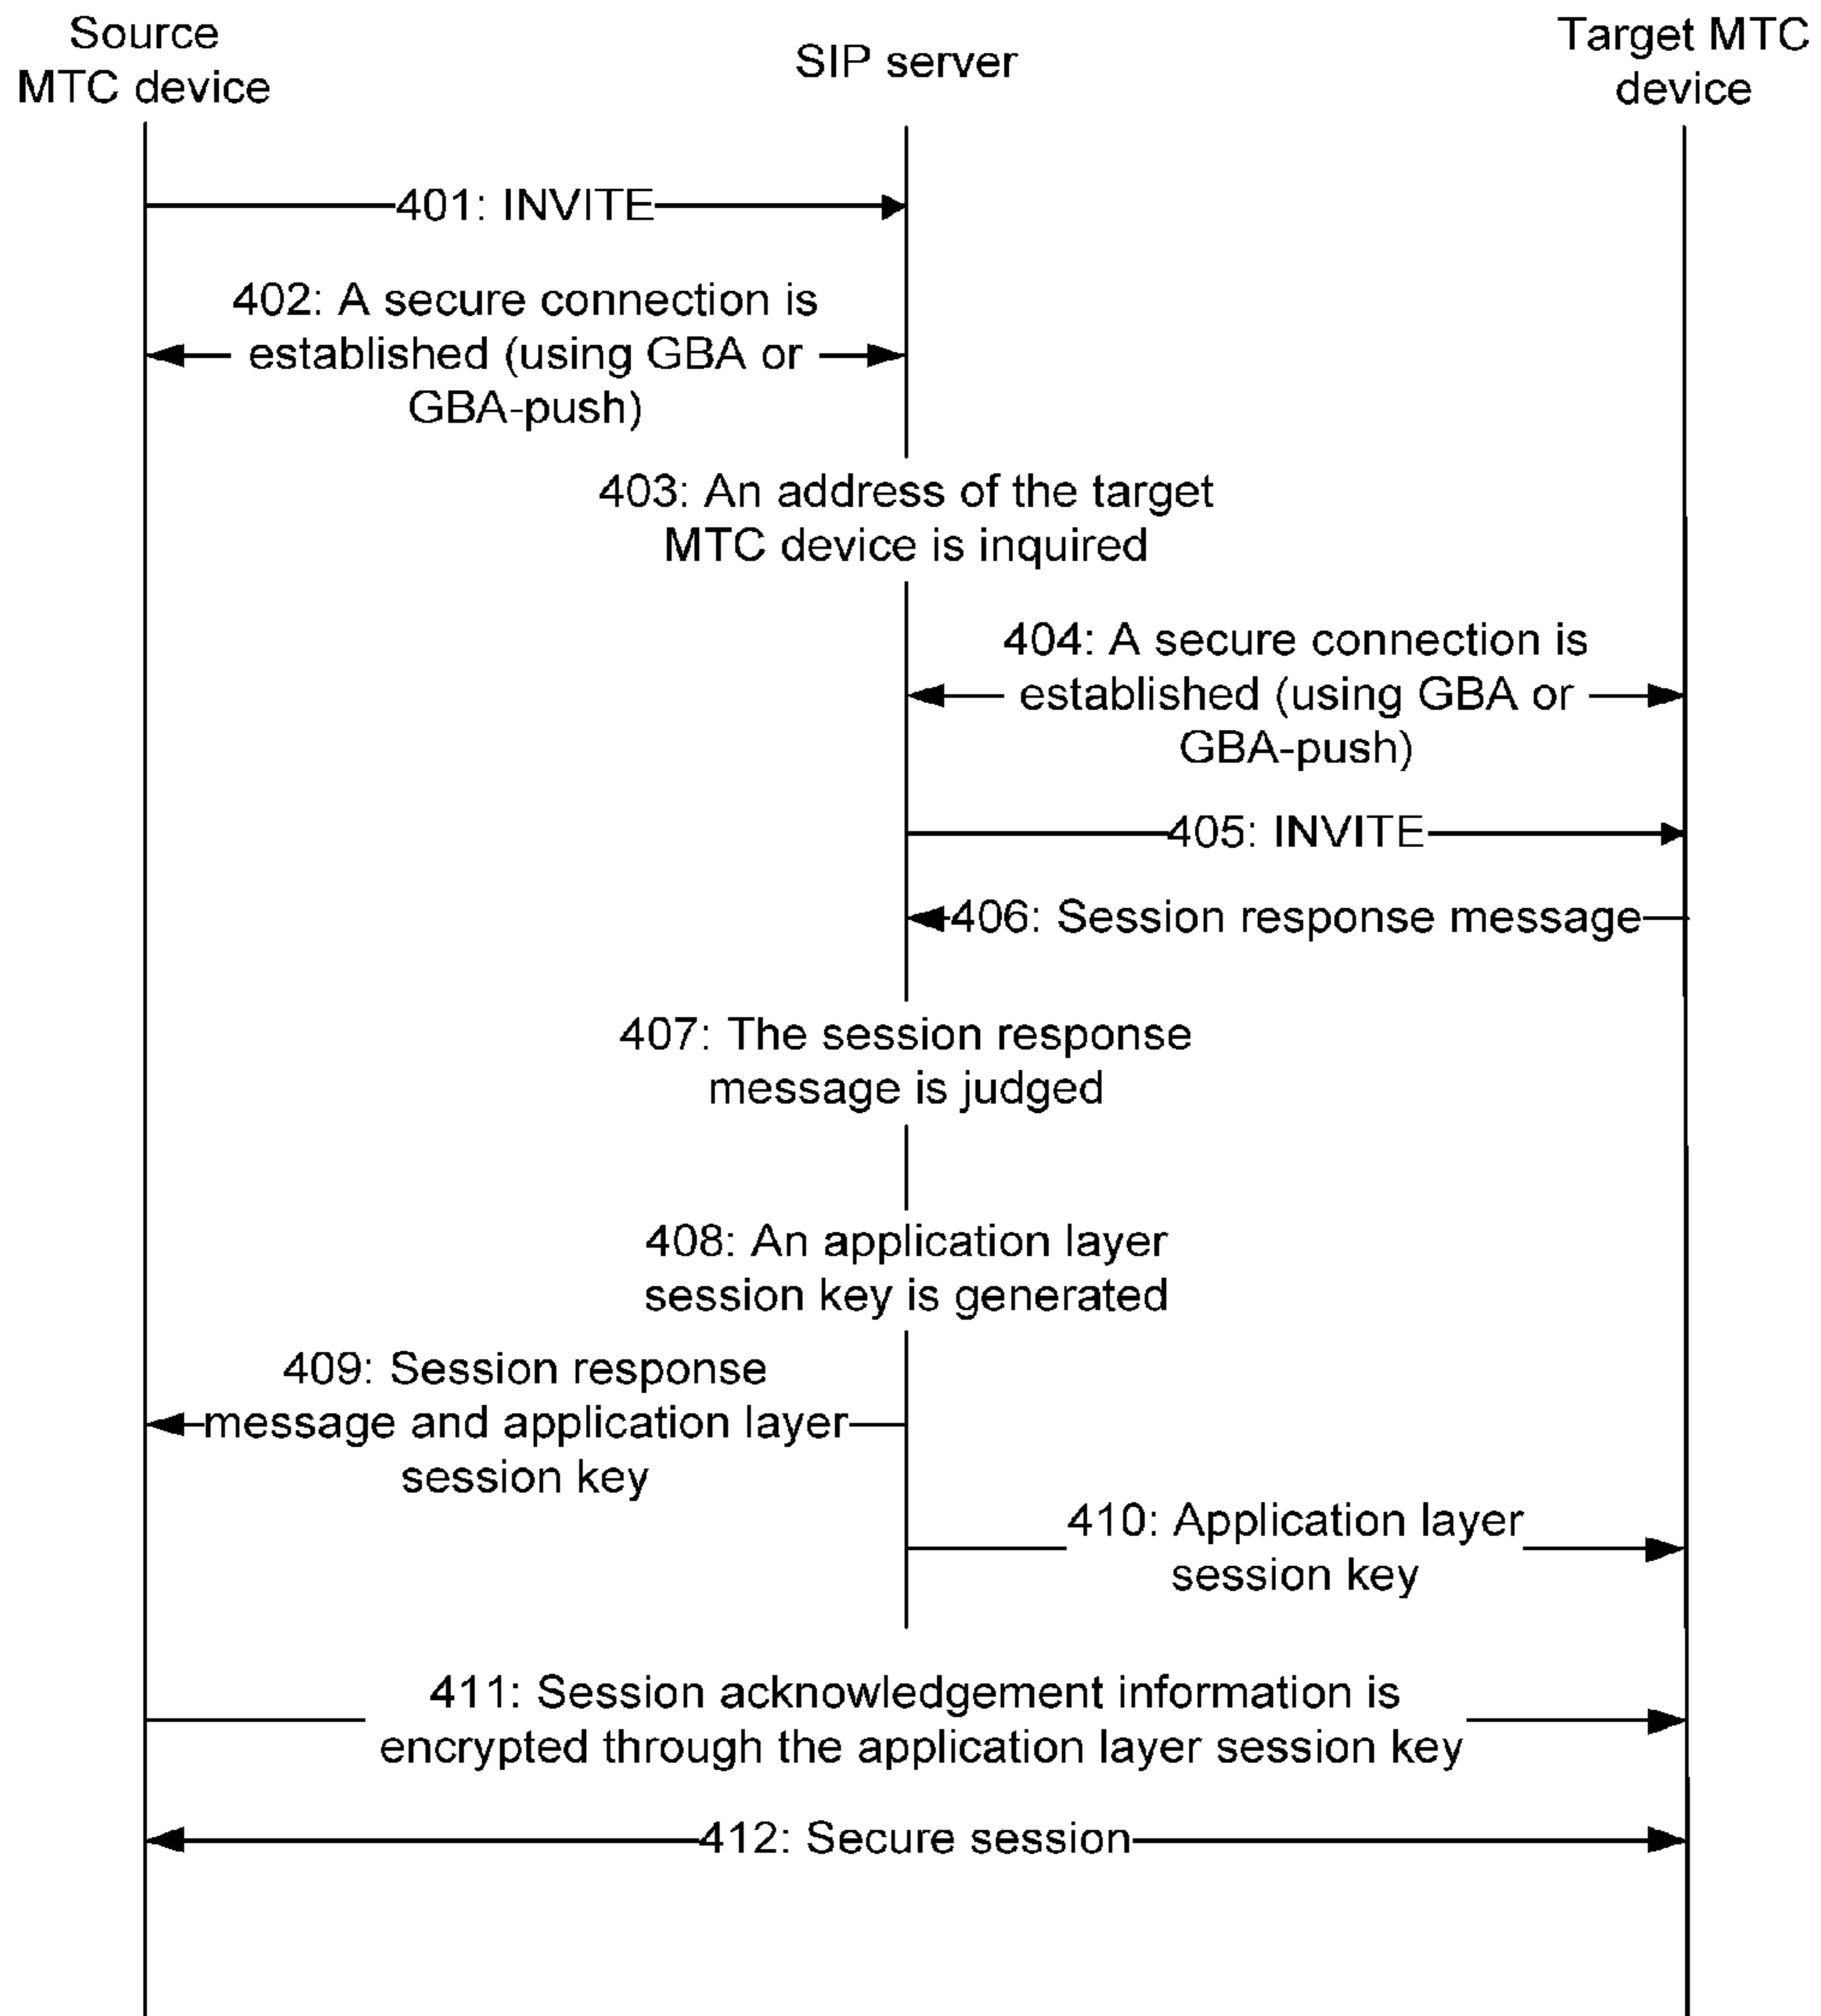 Source
MTC device
SIP server
Target MTC
device
401: INVITE
402: A secure connection is
established (using GBA or
GBA-push)
403: An address of the target
MTC device is inquired
404: A secure connection is
established (using GBA or
GBA-push)
405: INVITE
406: Session response message
407: The session response
message is judged
408: An application layer
session key is generated
409: Session response
message and application layer
session key
410: Application layer
session key
411: Session acknowledgement information is
encrypted through the application layer session key
412: Secure session